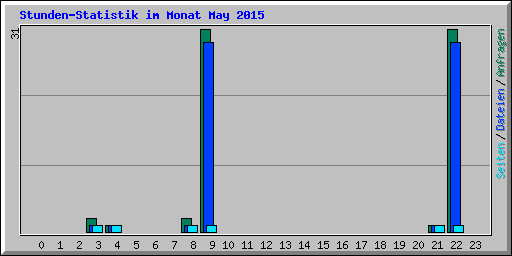 Stunden-Statistik im Monat May 2015
31
Seiten / Dateien / Anfragen
0 1 2 3 4 5 6 7 8 9 10 11 12 13 14 15 16 17 18 19 20 21 22 23